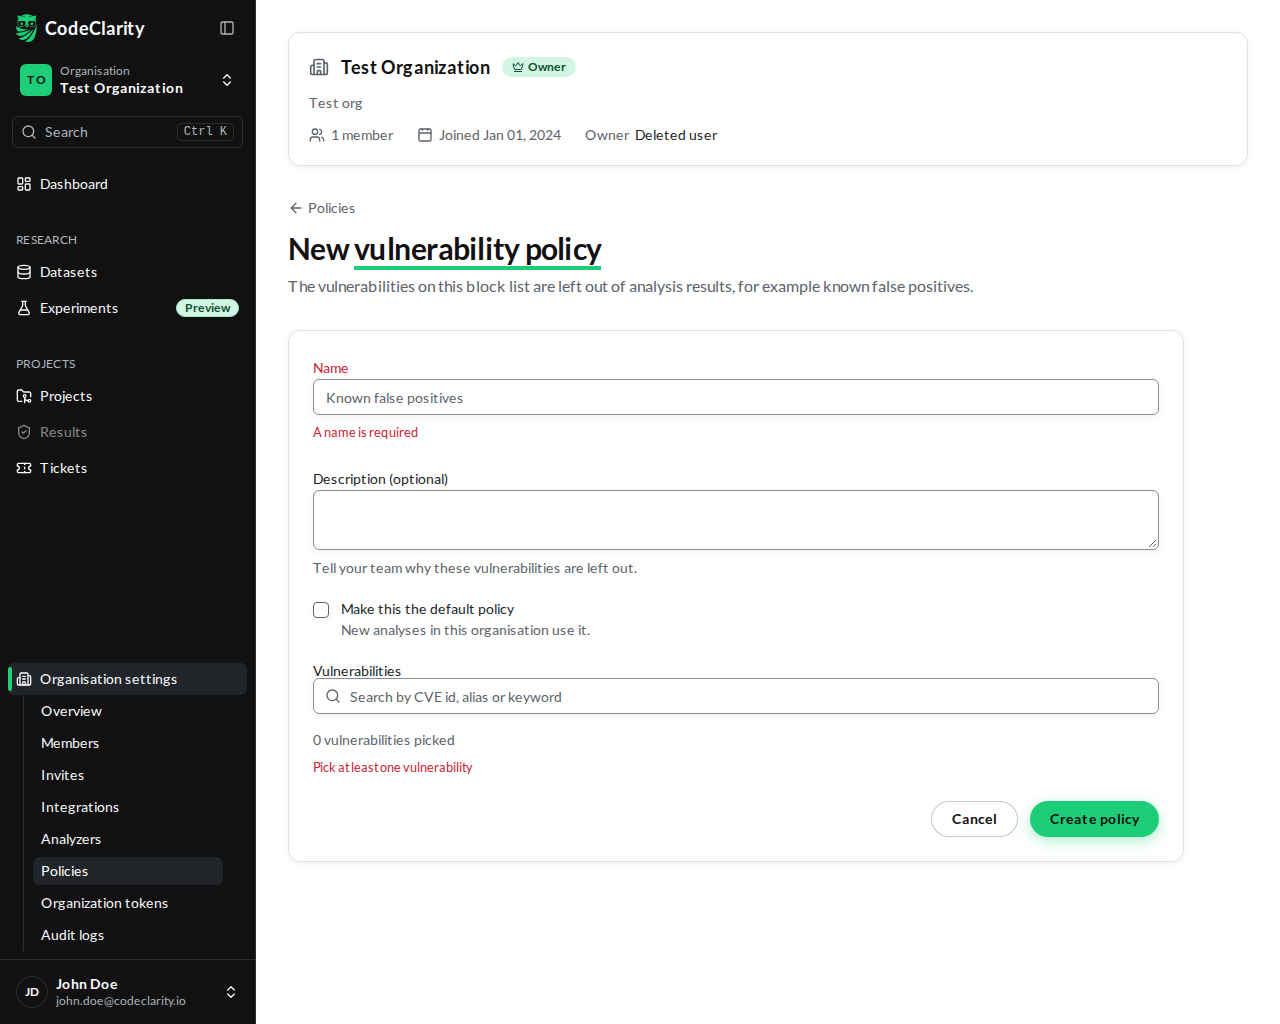 CodeClarity
TO
Organisation
Test Organization
Search
Ctrl K
Dashboard
RESEARCH
Datasets
Experiments
Preview
PROJECTS
Projects
Results
Tickets
Organisation settings
Overview
Members
Invites
Integrations
Analyzers
Policies
Organization tokens
Audit logs
JD
John Doe
john.doe@codeclarity.io
Test Organization
Owner
Test org
1 member
Joined Jan 01, 2024
Owner Deleted user
Policies
New vulnerability policy
The vulnerabilities on this block list are left out of analysis results, for example known false positives.
Name
Known false positives
A name is required
Description (optional)
Tell your team why these vulnerabilities are left out.
Make this the default policy
New analyses in this organisation use it.
Vulnerabilities
Search by CVE id, alias or keyword
0 vulnerabilities picked
Pick at least one vulnerability
Cancel
Create policy